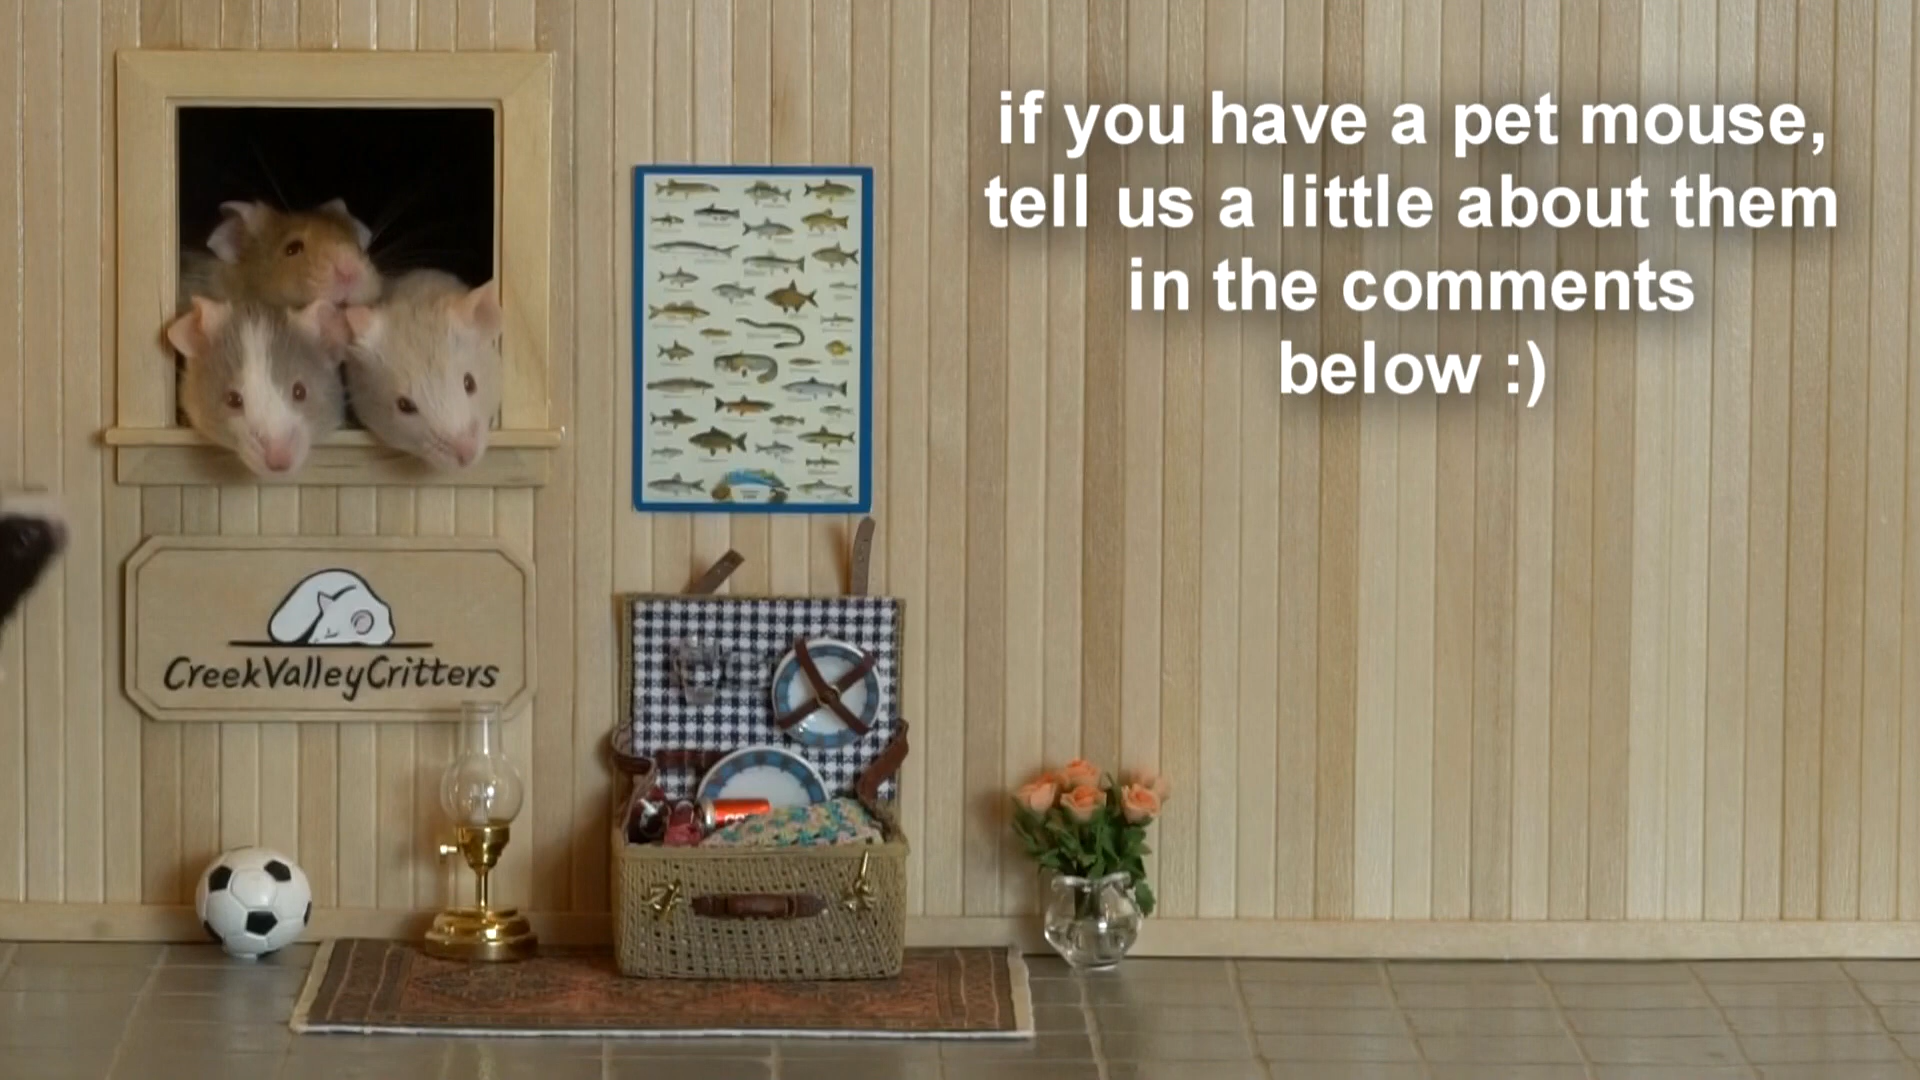 if you have a pet mouse,
tell us a little about them
in the comments
below :)
CreekValleyCritters